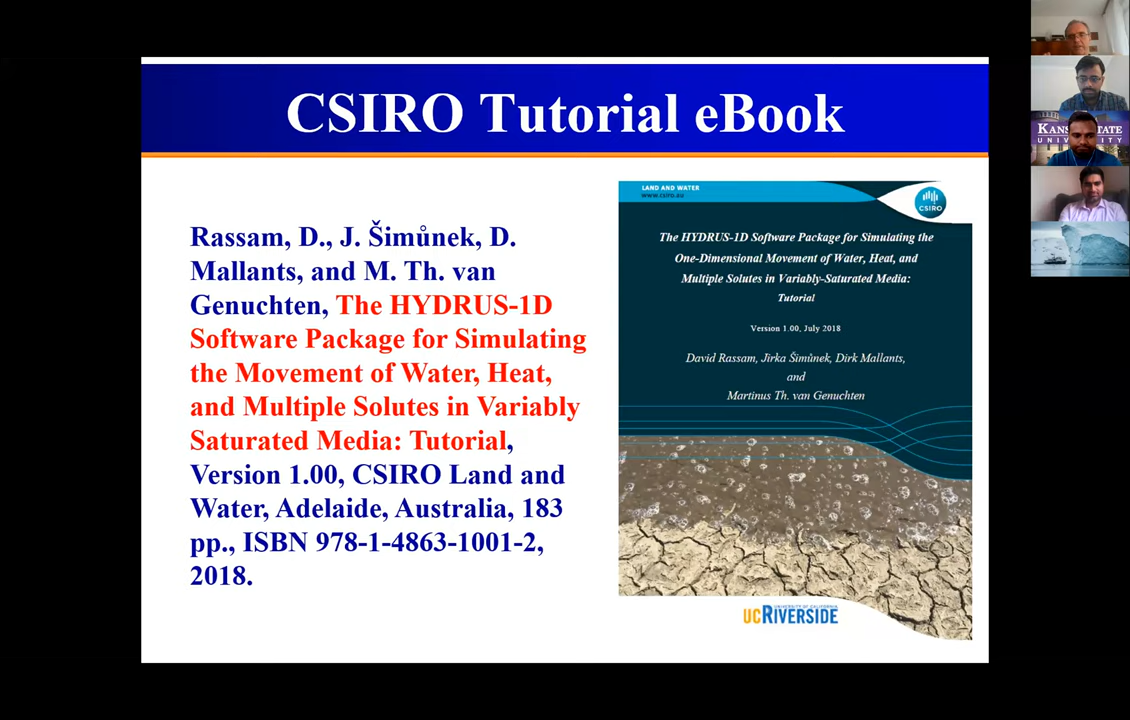 CSIRO Tutorial eBook
Rassam, D., J. Šimůnek, D.
Mallants, and M. Th. van
Genuchten, The HYDRUS-1D
Software Package for Simulating
the Movement of Water, Heat,
and Multiple Solutes in Variably
Saturated Media: Tutorial,
Version 1.00, CSIRO Land and
Water, Adelaide, Australia, 183
pp., ISBN 978-1-4863-1001-2,
2018.
LAND AND WATER
www.csiro.au
CSIRO
The HYDRUS-1D Software Package for Simulating the
One-Dimensional Movement of Water, Heat, and
Multiple Solutes in Variably-Saturated Media:
Tutorial
Version 1.00, July 2018
David Rassam, Jirka Šimůnek, Dirk Mallants,
and
Martinus Th. van Genuchten
UNIVERSITY OF CALIFORNIA
UCRIVERSIDE